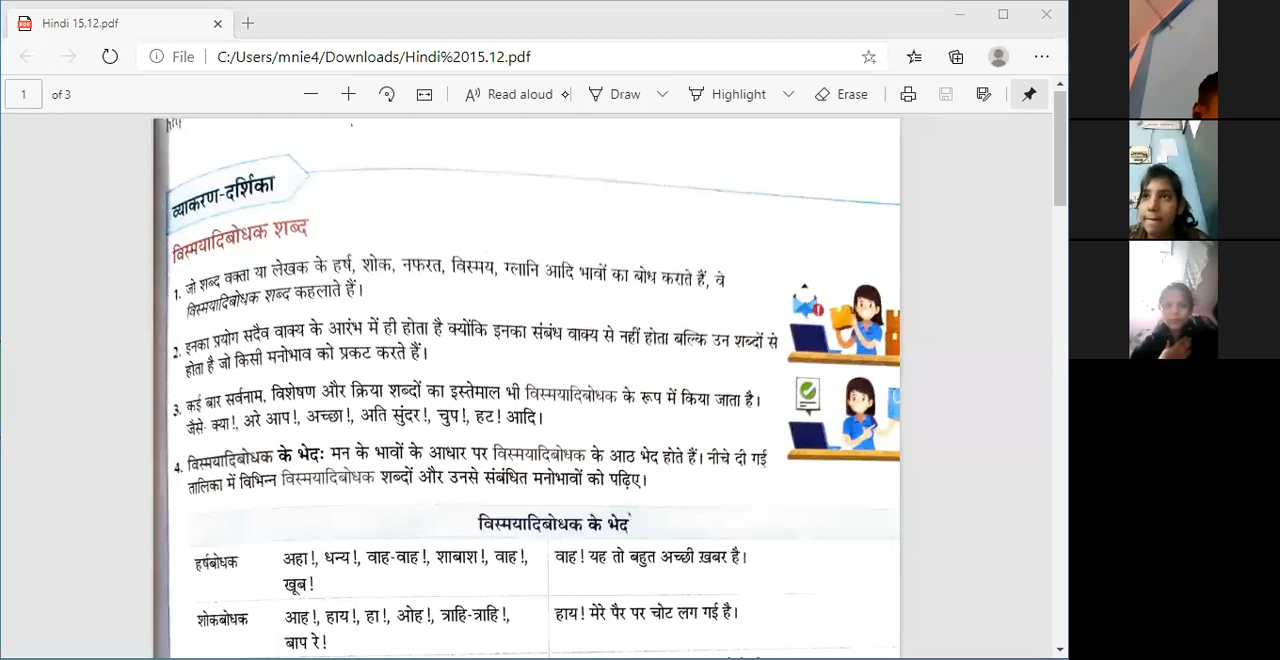 Hindi 15.12.pdf
File C:/Users/mnie4/Downloads/Hindi%2015.12.pdf
1 of 3 Read aloud Draw Highlight Erase
व्याकरण-दर्शिका
विस्मयादिबोधक शब्द
1. जो शब्द वक्ता या लेखक के हर्ष, शोक, नफरत, विस्मय, ग्लानि आदि भावों का बोध कराते हैं, वे
विस्मयादिबोधक शब्द कहलाते हैं।
2. इनका प्रयोग सदैव वाक्य के आरंभ में ही होता है क्योंकि इनका संबंध वाक्य से नहीं होता बल्कि उन शब्दों से
होता है जो किसी मनोभाव को प्रकट करते हैं।
3. कई बार सर्वनाम, विशेषण और क्रिया शब्दों का इस्तेमाल भी विस्मयादिबोधक के रूप में किया जाता है।
जैसे- क्या!, अरे आप!, अच्छा!, अति सुंदर!, चुप!, हट! आदि।
4. विस्मयादिबोधक के भेदः मन के भावों के आधार पर विस्मयादिबोधक के आठ भेद होते हैं। नीचे दी गई
तालिका में विभिन्न विस्मयादिबोधक शब्दों और उनसे संबंधित मनोभावों को पढ़िए।
विस्मयादिबोधक के भेद
हर्षबोधक अहा!, धन्य!, वाह-वाह!, शाबाश!, वाह!, वाह! यह तो बहुत अच्छी ख़बर है।
खूब!
शोकबोधक आह!, हाय!, हा!, ओह!, त्राहि-त्राहि!, हाय! मेरे पैर पर चोट लग गई है।
बाप रे!